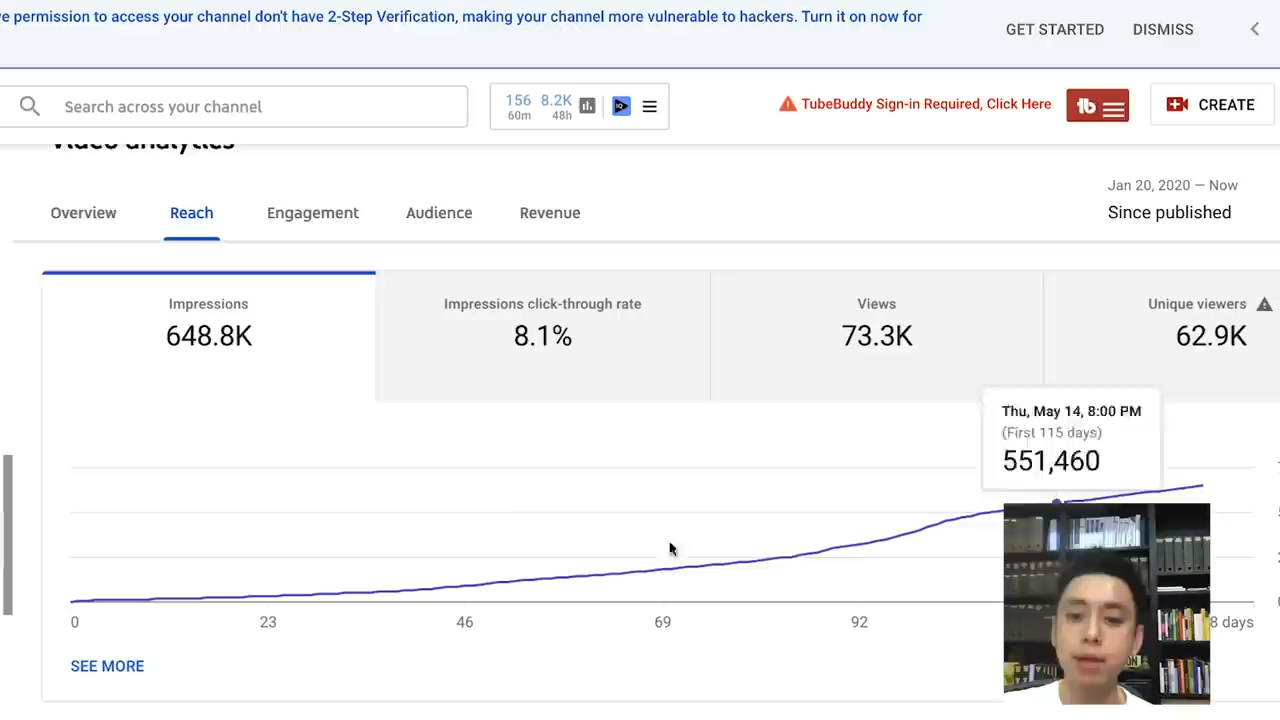 e permission to access your channel don't have 2-Step Verification, making your channel more vulnerable to hackers. Turn it on now for
GET STARTED
DISMISS
Search across your channel
156 8.2K
60m 48h
TubeBuddy Sign-in Required, Click Here
tb
CREATE
Video analytics
Overview
Reach
Engagement
Audience
Revenue
Jan 20, 2020 – Now
Since published
Impressions
648.8K
Impressions click-through rate
8.1%
Views
73.3K
Unique viewers
62.9K
Thu, May 14, 8:00 PM
(First 115 days)
551,460
0
23
46
69
92
8 days
SEE MORE